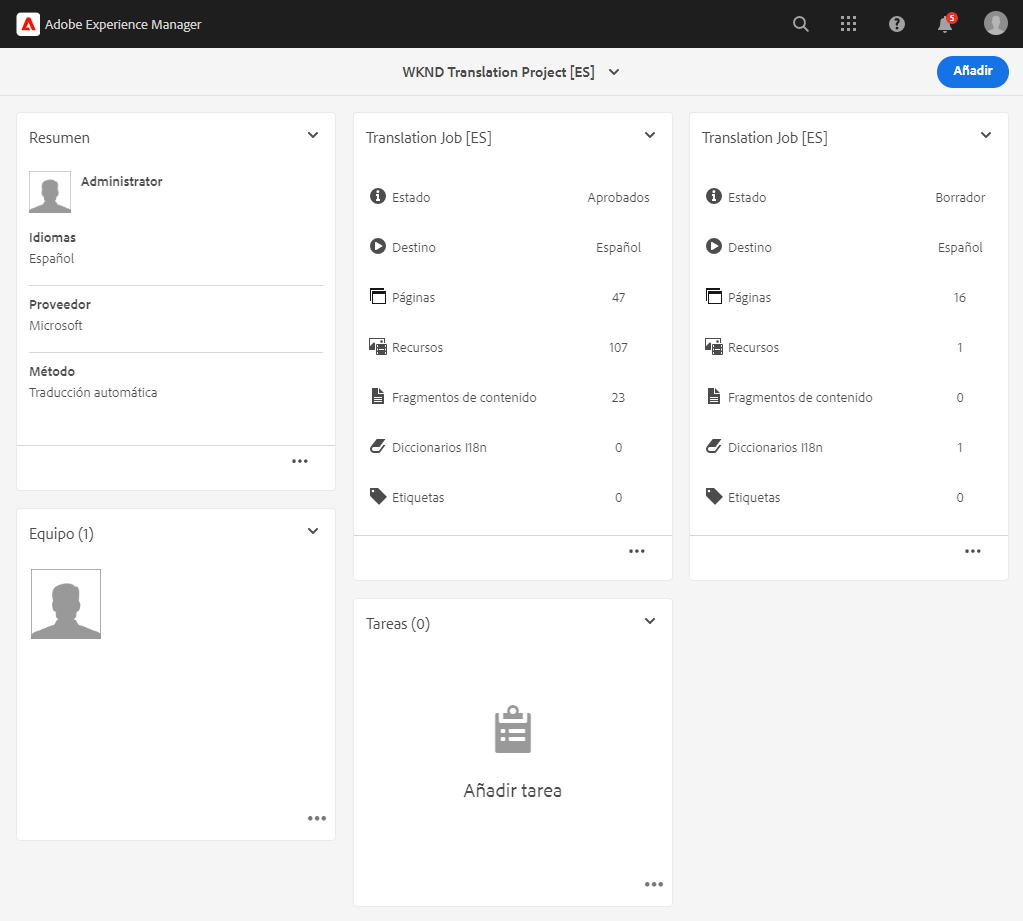 Adobe Experience Manager
5
WKND Translation Project [ES]
Añadir
Resumen
Administrator
Idiomas
Español
Proveedor
Microsoft
Método
Traducción automática
Equipo (1)
Translation Job [ES]
Estado Aprobados
Destino Español
Páginas 47
Recursos 107
Fragmentos de contenido 23
Diccionarios I18n 0
Etiquetas 0
Tareas (0)
Añadir tarea
Translation Job [ES]
Estado Borrador
Destino Español
Páginas 16
Recursos 1
Fragmentos de contenido 0
Diccionarios I18n 1
Etiquetas 0